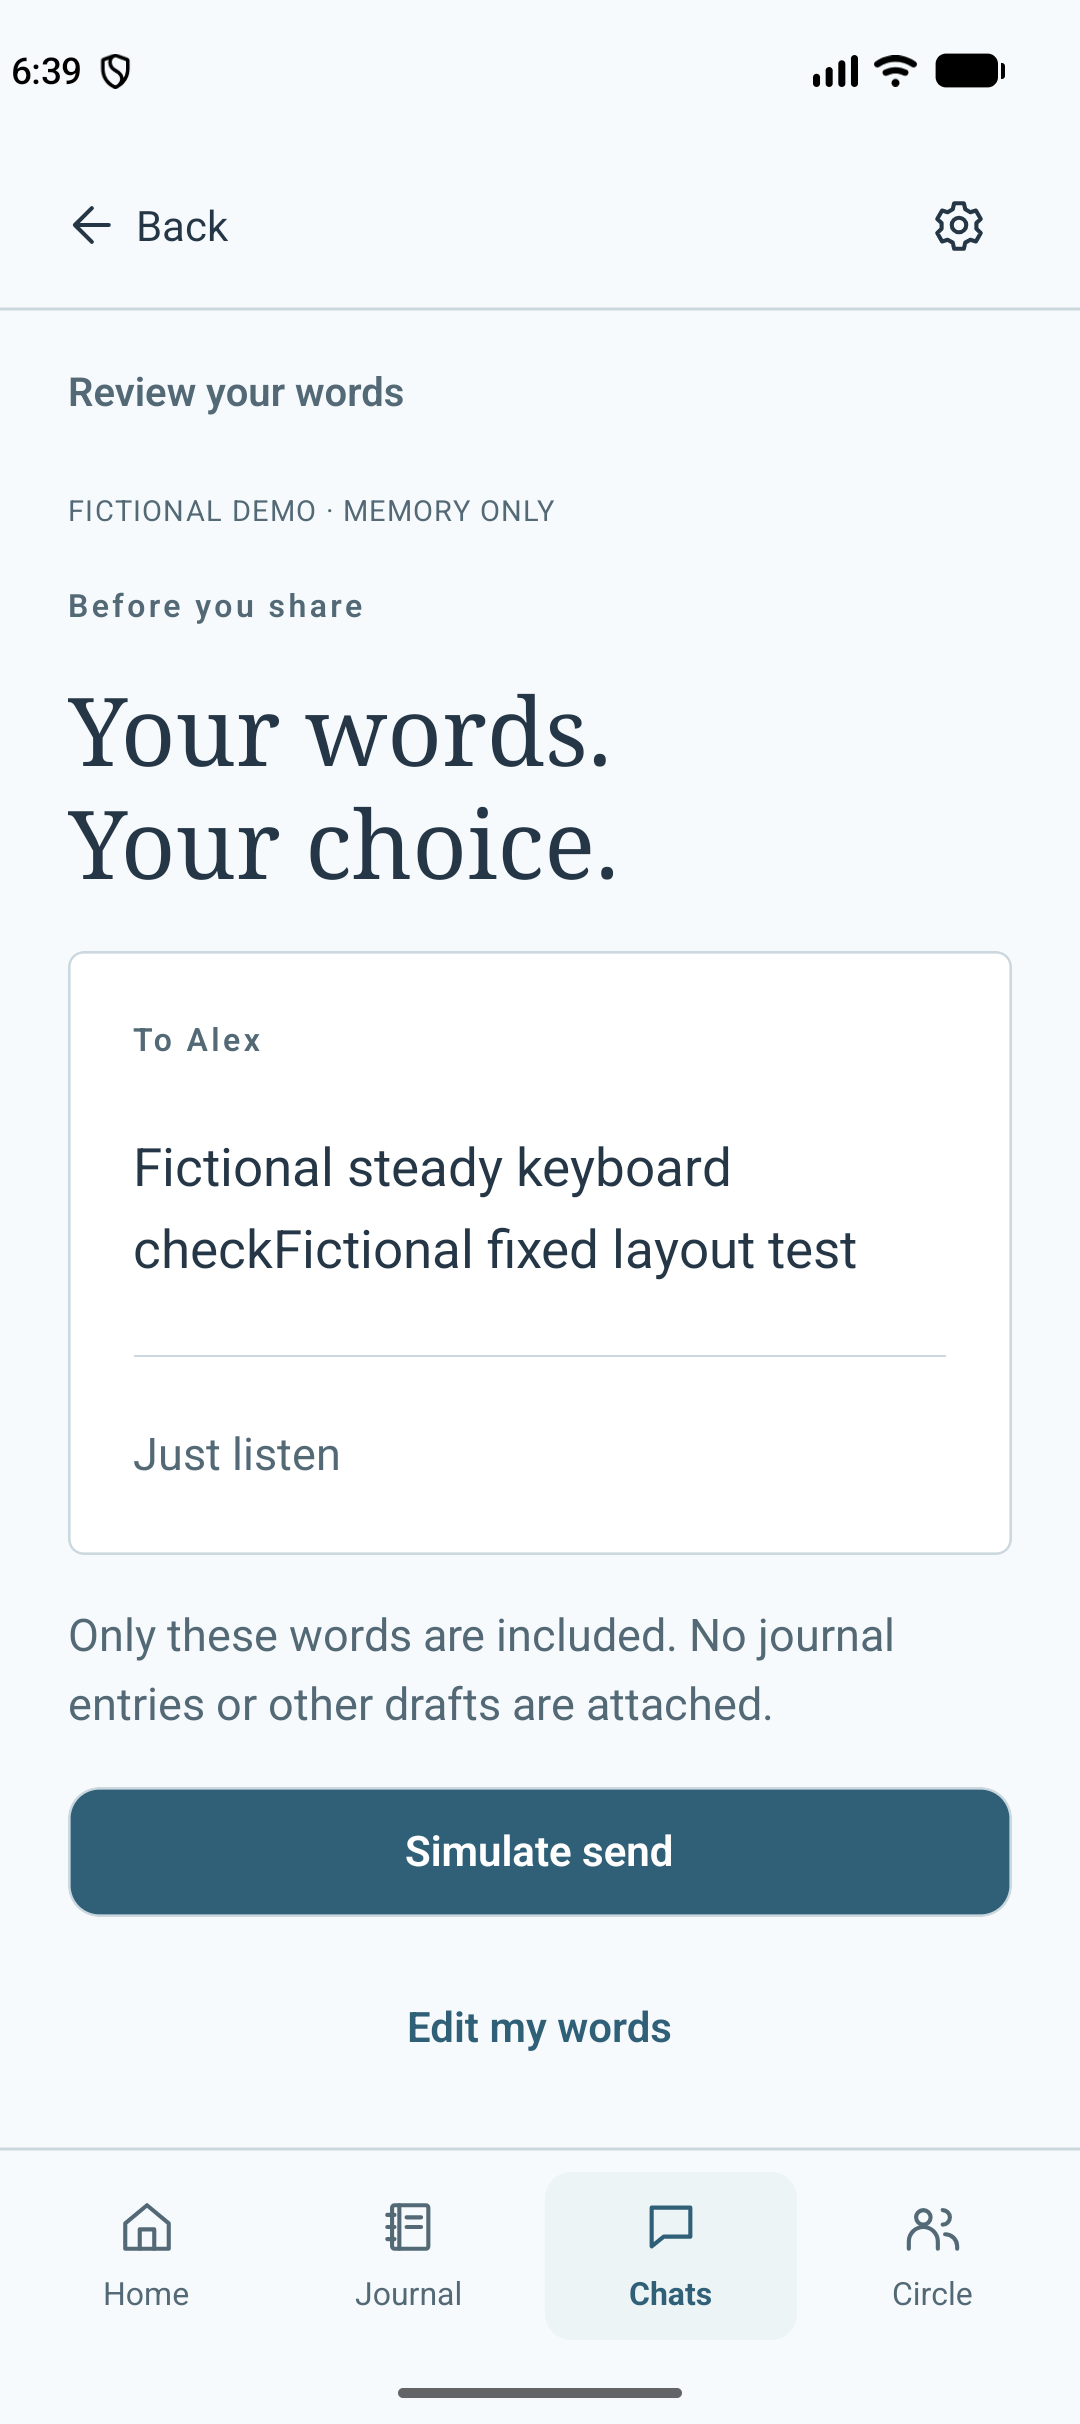 6:39
Back
Review your words
FICTIONAL DEMO · MEMORY ONLY
Before you share
Your words.
Your choice.
To Alex
Fictional steady keyboard
checkFictional fixed layout test
Just listen
Only these words are included. No journal
entries or other drafts are attached.
Simulate send
Edit my words
Home
Journal
Chats
Circle